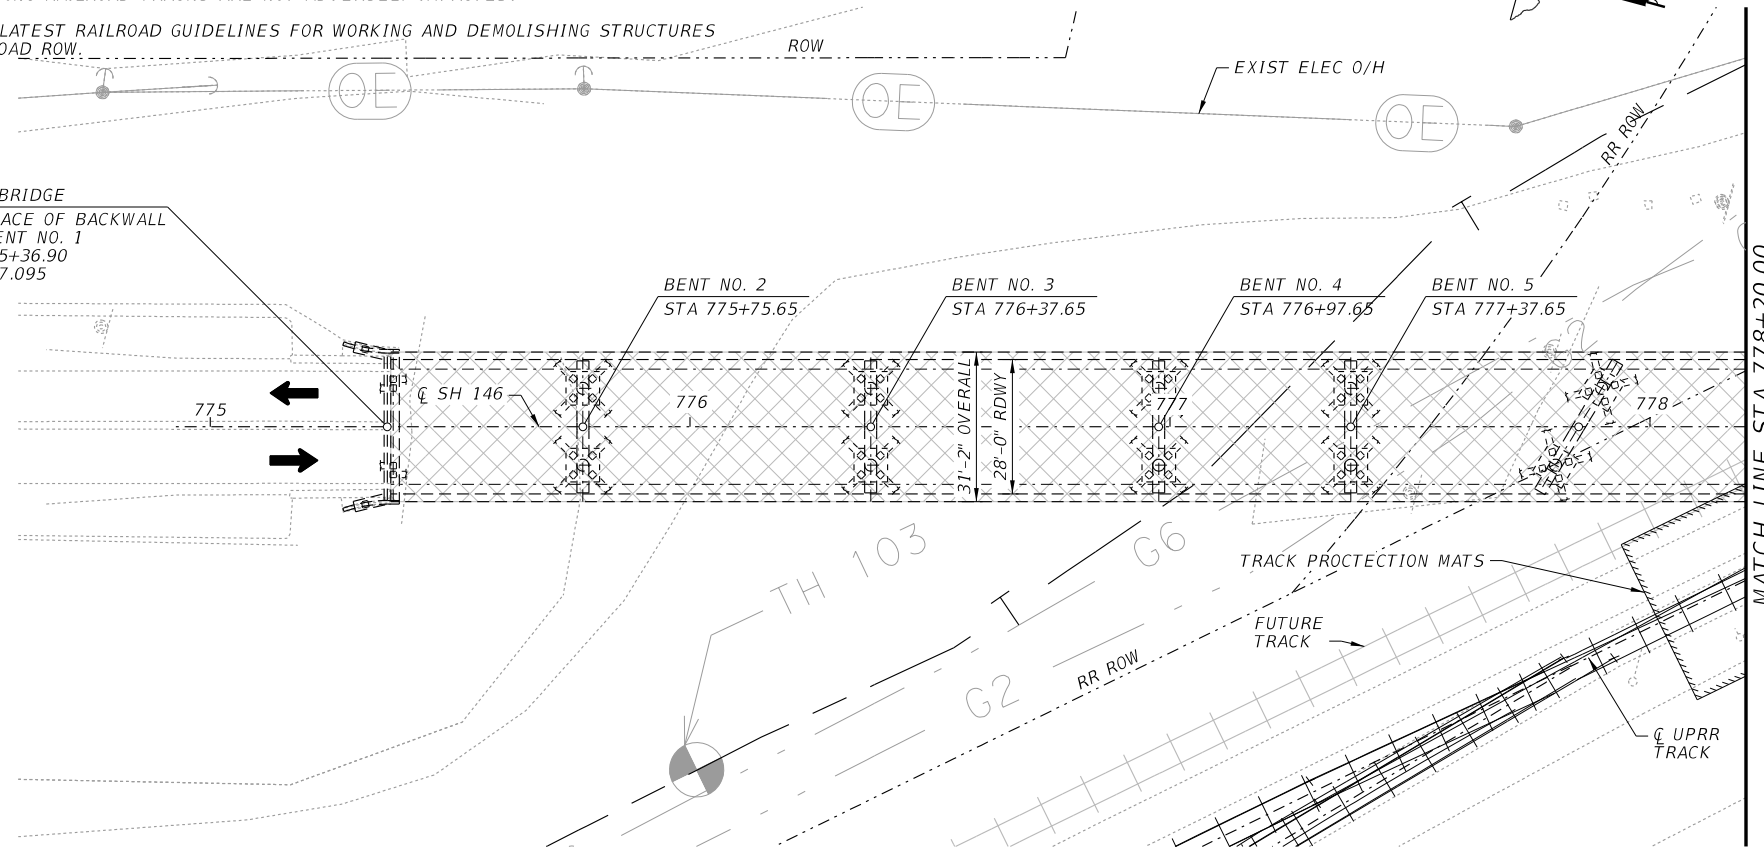 LATEST RAILROAD GUIDELINES FOR WORKING AND DEMOLISHING STRUCTURES
OAD ROW.
ROW
EXIST ELEC O/H
OE
OE
OE
RR ROW
BRIDGE
ACE OF BACKWALL
ENT NO. 1
5+36.90
7.095
BENT NO. 2
STA 775+75.65
BENT NO. 3
STA 776+37.65
BENT NO. 4
STA 776+97.65
BENT NO. 5
STA 777+37.65
MATCH LINE STA 778+20.00
775
℄ SH 146
776
31'-2" OVERALL
28'-0" RDWY
777
778
TH 103
G6
G2
RR ROW
TRACK PROCTECTION MATS
FUTURE
TRACK
℄ UPRR
TRACK